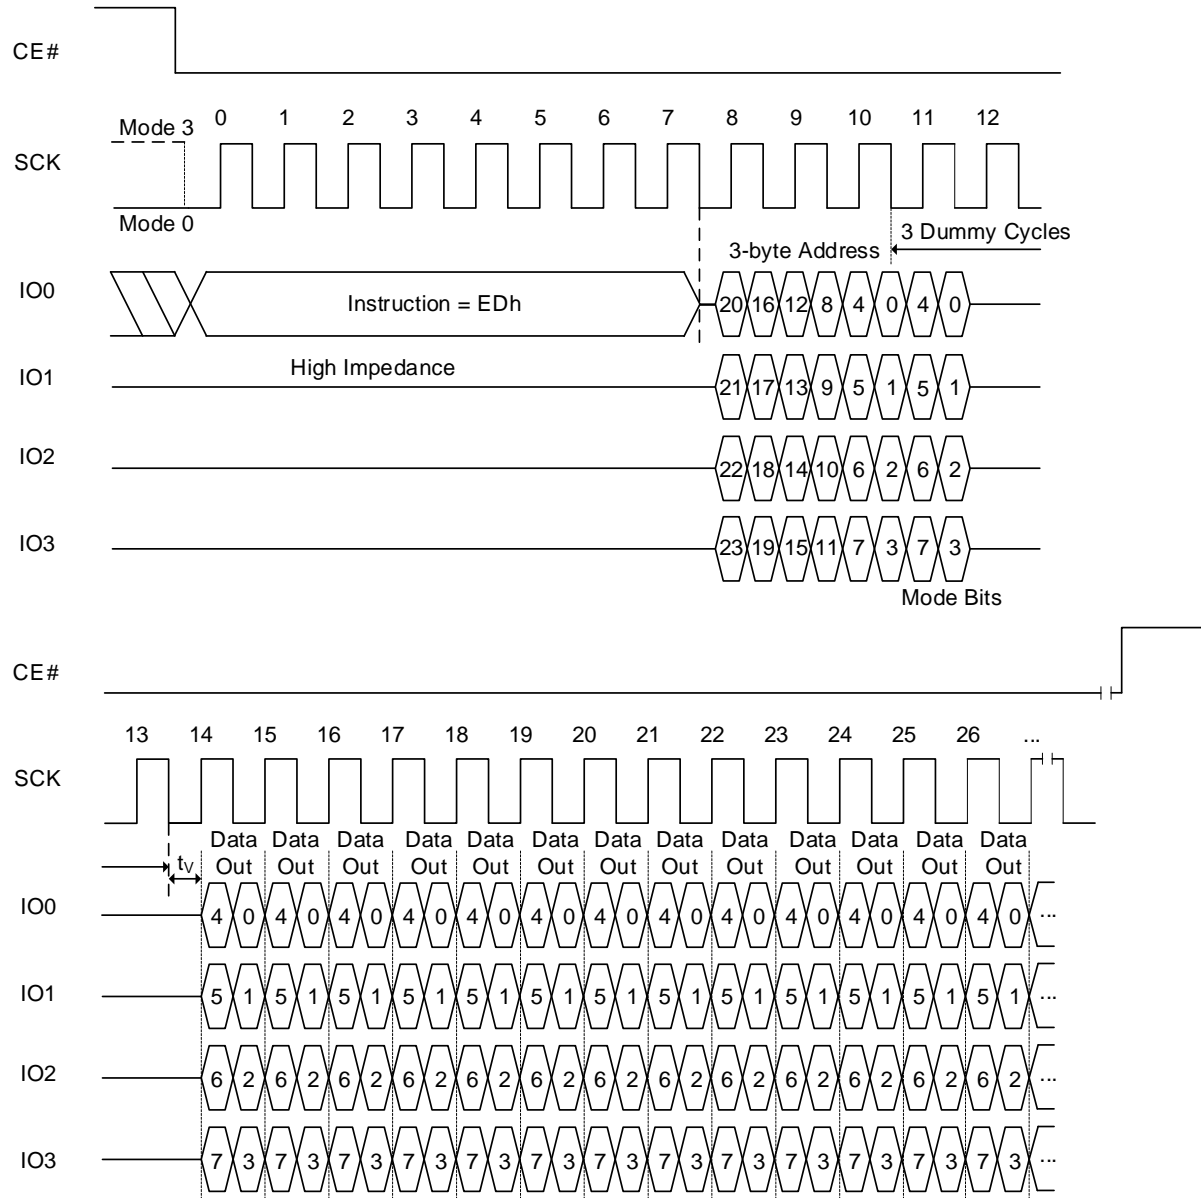 CE#
0 1 2 3 4 5 6 7 8 9 10 11 12
Mode 3
SCK
Mode 0
3 Dummy Cycles
3-byte Address
IO0 Instruction = EDh 20 16 12 8 4 0 4 0
High Impedance
IO1 21 17 13 9 5 1 5 1
IO2 22 18 14 10 6 2 6 2
IO3 23 19 15 11 7 3 7 3
Mode Bits
CE#
13 14 15 16 17 18 19 20 21 22 23 24 25 26 ...
SCK
Data Data Data Data Data Data Data Data Data Data Data Data Data
tV Out Out Out Out Out Out Out Out Out Out Out Out Out
IO0 4 0 4 0 4 0 4 0 4 0 4 0 4 0 4 0 4 0 4 0 4 0 4 0 4 0 ...
IO1 5 1 5 1 5 1 5 1 5 1 5 1 5 1 5 1 5 1 5 1 5 1 5 1 5 1 ...
IO2 6 2 6 2 6 2 6 2 6 2 6 2 6 2 6 2 6 2 6 2 6 2 6 2 6 2 ...
IO3 7 3 7 3 7 3 7 3 7 3 7 3 7 3 7 3 7 3 7 3 7 3 7 3 7 3 ...